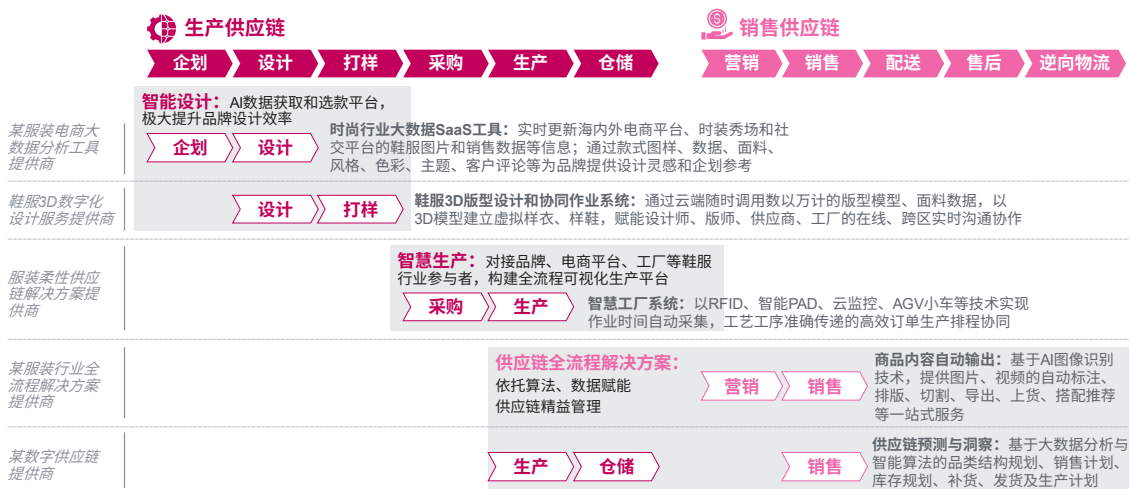 生产供应链
销售供应链
企划 设计 打样 采购 生产 仓储
营销 销售 配送 售后 逆向物流
智能设计：AI数据获取和选款平台，
极大提升品牌设计效率
某服装电商大
数据分析工具
提供商
企划 设计
时尚行业大数据SaaS工具：实时更新海内外电商平台、时装秀场和社
交平台的鞋服图片和销售数据等信息；通过款式图样、数据、面料、
风格、色彩、主题、客户评论等为品牌提供设计灵感和企划参考
鞋服3D数字化
设计服务提供商
设计 打样
鞋服3D版型设计和协同作业系统：通过云端随时调用数以万计的版型模型、面料数据，以
3D模型建立虚拟样衣、样鞋，赋能设计师、版师、供应商、工厂的在线、跨区实时沟通协作
智慧生产：对接品牌、电商平台、工厂等鞋服
行业参与者，构建全流程可视化生产平台
服装柔性供应
链解决方案提
供商
采购 生产
智慧工厂系统：以RFID、智能PAD、云监控、AGV小车等技术实现
作业时间自动采集，工艺工序准确传递的高效订单生产排程协同
某服装行业全
流程解决方案
提供商
供应链全流程解决方案：
依托算法、数据赋能
供应链精益管理
营销 销售
商品内容自动输出：基于AI图像识别
技术，提供图片、视频的自动标注、
排版、切割、导出、上货、搭配推荐
等一站式服务
某数字供应链
提供商
生产 仓储
销售
供应链预测与洞察：基于大数据分析与
智能算法的品类结构规划、销售计划、
库存规划、补货、发货及生产计划